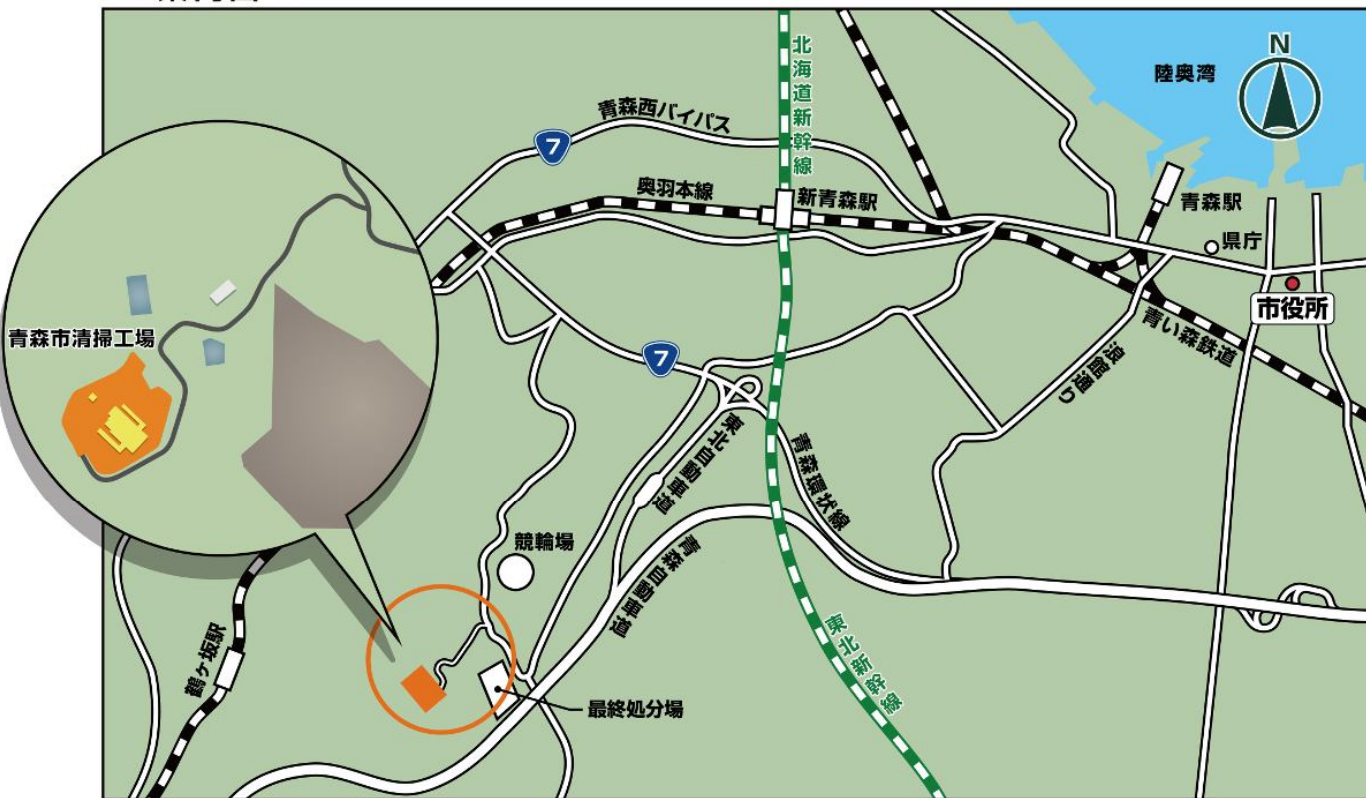 N
陸奥湾
北海道新幹線
青森西バイパス
7
奥羽本線
新青森駅
青森駅
県庁
市役所
青森市清掃工場
7
青い森鉄道
浪館通り
東北自動車道
青森環状線
競輪場
青森自動車道
鶴ヶ坂駅
東北新幹線
最終処分場